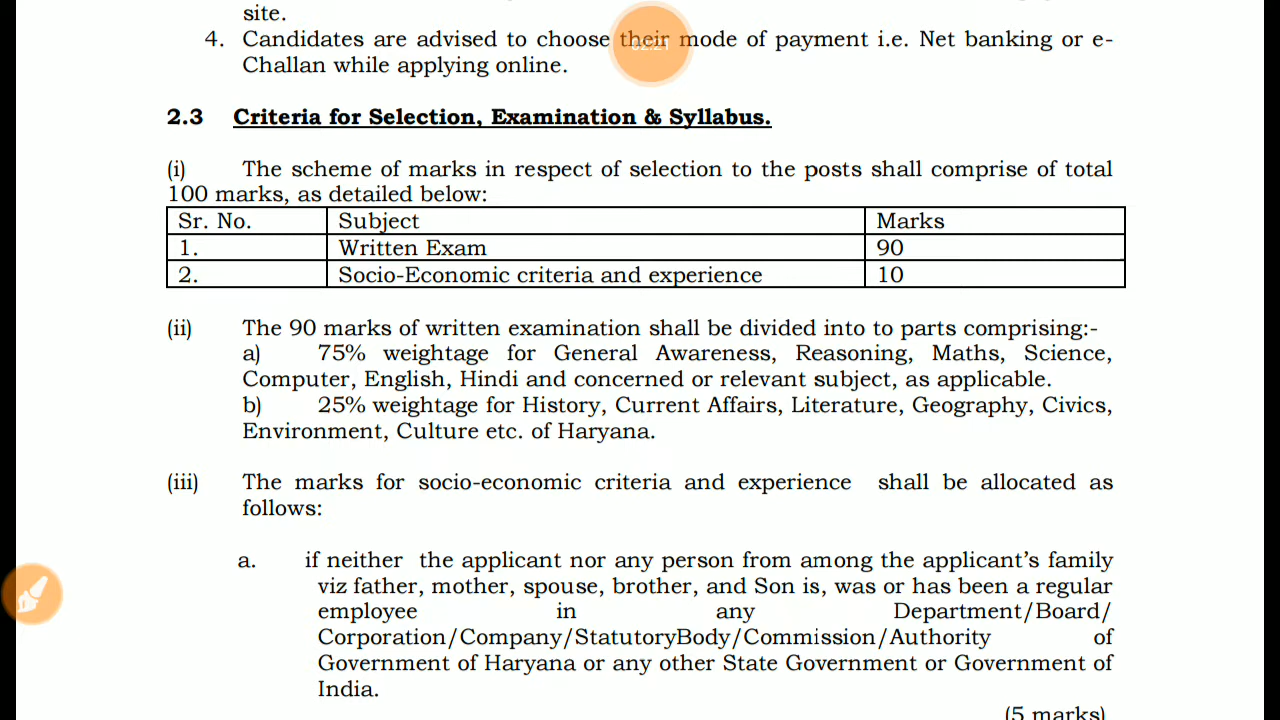 site.
4. Candidates are advised to choose their mode of payment i.e. Net banking or e-
Challan while applying online.
2.3 Criteria for Selection, Examination & Syllabus.
(i) The scheme of marks in respect of selection to the posts shall comprise of total
100 marks, as detailed below:
Sr. No. Subject Marks
1. Written Exam 90
2. Socio-Economic criteria and experience 10
(ii) The 90 marks of written examination shall be divided into to parts comprising:-
a) 75% weightage for General Awareness, Reasoning, Maths, Science,
Computer, English, Hindi and concerned or relevant subject, as applicable.
b) 25% weightage for History, Current Affairs, Literature, Geography, Civics,
Environment, Culture etc. of Haryana.
(iii) The marks for socio-economic criteria and experience shall be allocated as
follows:
a. if neither the applicant nor any person from among the applicant's family
viz father, mother, spouse, brother, and Son is, was or has been a regular
employee in any Department/Board/
Corporation/Company/StatutoryBody/Commission/Authority of
Government of Haryana or any other State Government or Government of
India.
(5 marks)